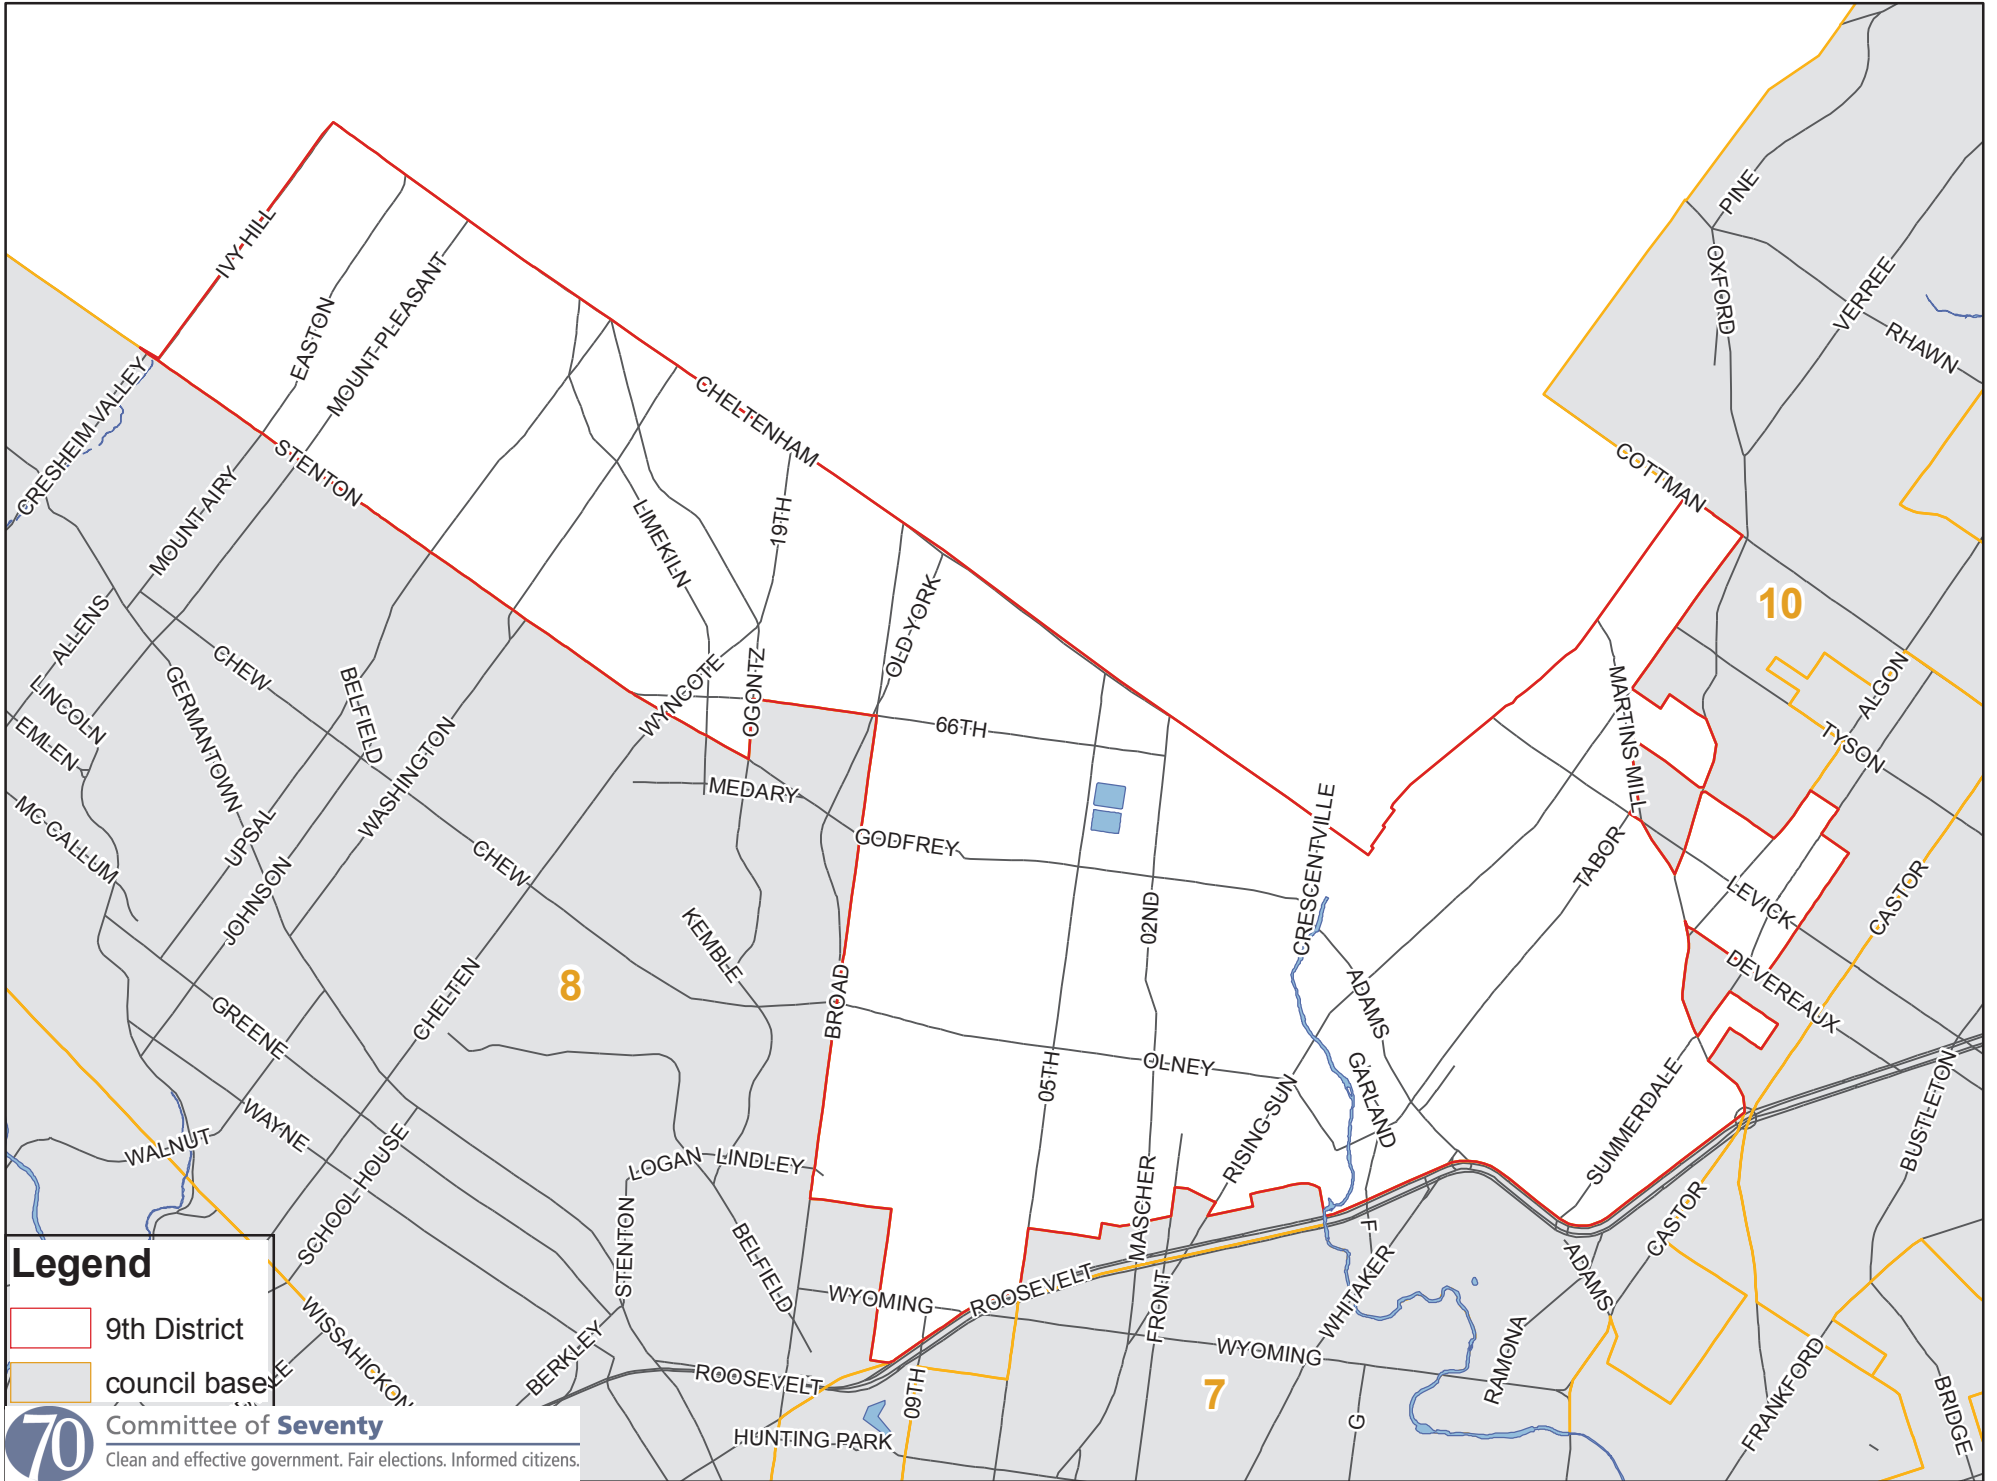 PINE
OXFORD
VERREE
RHAWN
IVY HILL
EASTON
MOUNT PLEASANT
CRESHEIM VALLEY
CHELTENHAM
STENTON
COTTMAN
MOUNT AIRY
LIMEKILN
19TH
OLD YORK
10
ALLENS
CHEW
GERMANTOWN
BELFIELD
WYNCOTE
OGONTZ
66TH
MARTINS MILL
ALGON
TYSON
LINCOLN
EMLEN
WASHINGTON
MC CALLUM
UPSAL
MEDARY
GODFREY
CRESCENTVILLE
TABOR
LEVICK
CASTOR
JOHNSON
CHEW
KEMBLE
02ND
8
CHELTEN
BROAD
ADAMS
DEVEREAUX
GREENE
05TH
OLNEY
GARLAND
RISING SUN
SUMMERDALE
BUSTLETON
WAYNE
WALNUT
SCHOOL HOUSE
LOGAN
LINDLEY
STENTON
BELFIELD
MASCHER
F
CASTOR
ADAMS
WYOMING
ROOSEVELT
FRONT
WHITAKER
WYOMING
WISSAHICKON
BERKLEY
ROOSEVELT
09TH
7
G
RAMONA
FRANKFORD
BRIDGE
HUNTING PARK
Legend
9th District
council base
70
Committee of Seventy
Clean and effective government. Fair elections. Informed citizens.